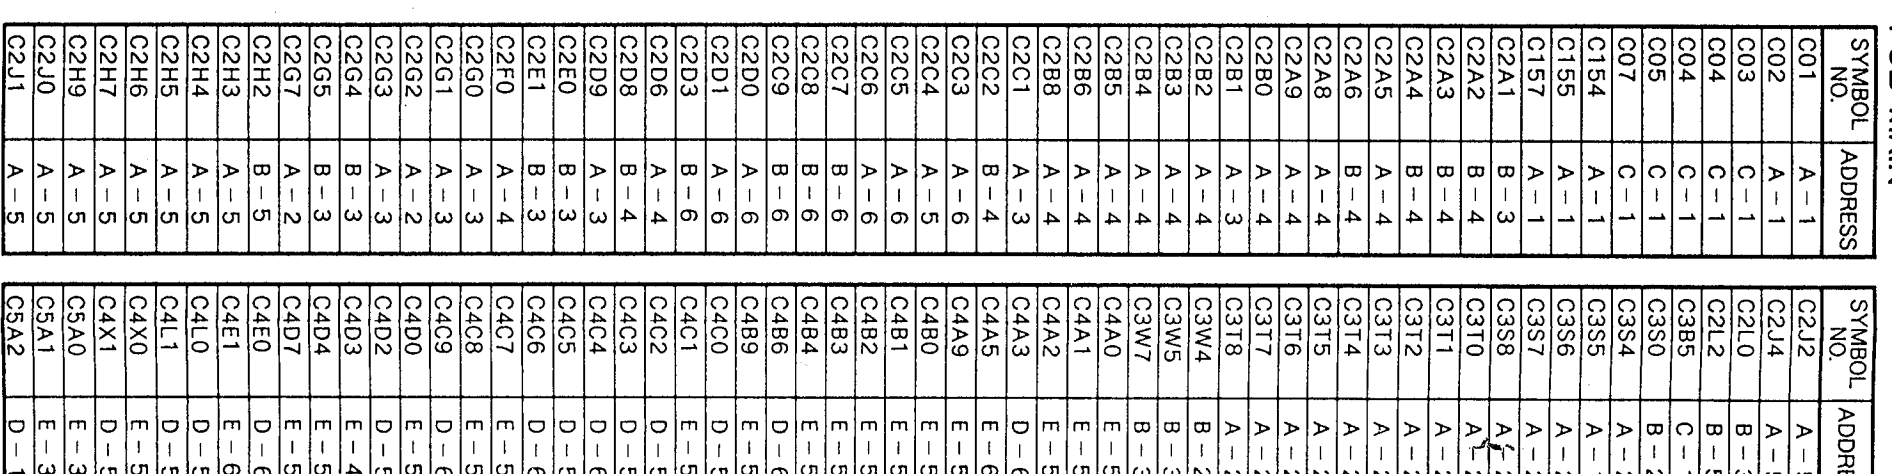 SYMBOL NO. ADDRESS
C01 A – 1
C02 A – 1
C03 C – 1
C04 C – 1
C04 C – 1
C05 C – 1
C07 C – 1
C154 A – 1
C155 A – 1
C157 A – 1
C2A1 B – 3
C2A2 B – 4
C2A3 B – 4
C2A4 B – 4
C2A5 A – 4
C2A6 B – 4
C2A8 A – 4
C2A9 A – 4
C2B0 A – 4
C2B1 A – 3
C2B2 A – 4
C2B3 A – 4
C2B4 A – 4
C2B5 A – 4
C2B6 A – 4
C2B8 A – 4
C2C1 A – 3
C2C2 B – 4
C2C3 A – 6
C2C4 A – 5
C2C5 A – 6
C2C6 A – 6
C2C7 B – 6
C2C8 B – 6
C2C9 B – 6
C2D0 A – 6
C2D1 A – 6
C2D3 B – 6
C2D6 A – 4
C2D8 B – 4
C2D9 A – 3
C2E0 B – 3
C2E1 B – 3
C2F0 A – 4
C2G0 A – 3
C2G1 A – 3
C2G2 A – 2
C2G3 A – 3
C2G4 B – 3
C2G5 B – 3
C2G7 A – 2
C2H2 B – 5
C2H3 A – 5
C2H4 A – 5
C2H5 A – 5
C2H6 A – 5
C2H7 A – 5
C2H9 A – 5
C2J0 A – 5
C2J1 A – 5
SYMBOL NO. ADDRE
C2J2 A –
C2J4 A –
C2L0 B –
C2L2 B –
C3B5 C –
C3S0 B –
C3S4 A –
C3S5 A –
C3S6 A –
C3S7 A –
C3S8 A –
C3T0 A –
C3T1 A –
C3T2 A –
C3T3 A –
C3T4 A –
C3T5 A –
C3T6 A –
C3T7 A –
C3T8 A –
C3W4 B –
C3W5 B –
C3W7 B –
C4A0 E –
C4A1 E –
C4A2 E –
C4A3 D –
C4A5 E –
C4A9 E –
C4B0 E –
C4B1 E –
C4B2 E –
C4B3 E –
C4B4 E –
C4B6 D –
C4B9 E –
C4C0 D –
C4C1 E –
C4C2 D –
C4C3 D –
C4C4 D –
C4C5 D –
C4C6 D –
C4C7 E –
C4C8 E –
C4C9 D –
C4D0 E –
C4D2 D –
C4D3 E –
C4D4 E –
C4D7 E –
C4E0 D –
C4E1 E –
C4L0 D –
C4L1 D –
C4X0 E –
C4X1 D –
C5A0 E –
C5A1 E –
C5A2 D –